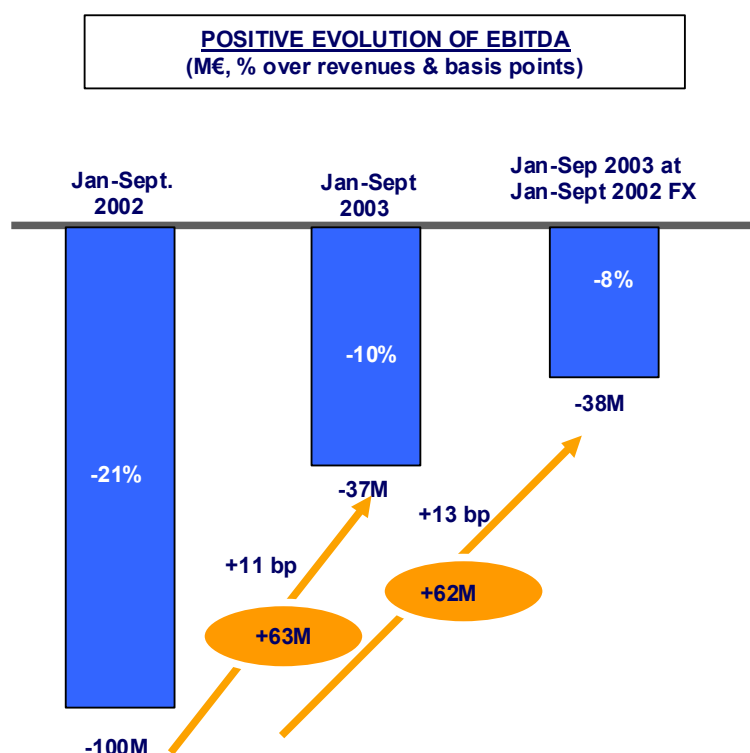 POSITIVE EVOLUTION OF EBITDA
(M€, % over revenues & basis points)
Jan-Sept.
2002
Jan-Sept
2003
Jan-Sep 2003 at
Jan-Sept 2002 FX
-8%
-10%
-38M
-21%
-37M
+13 bp
+11 bp
+62M
+63M
-100M